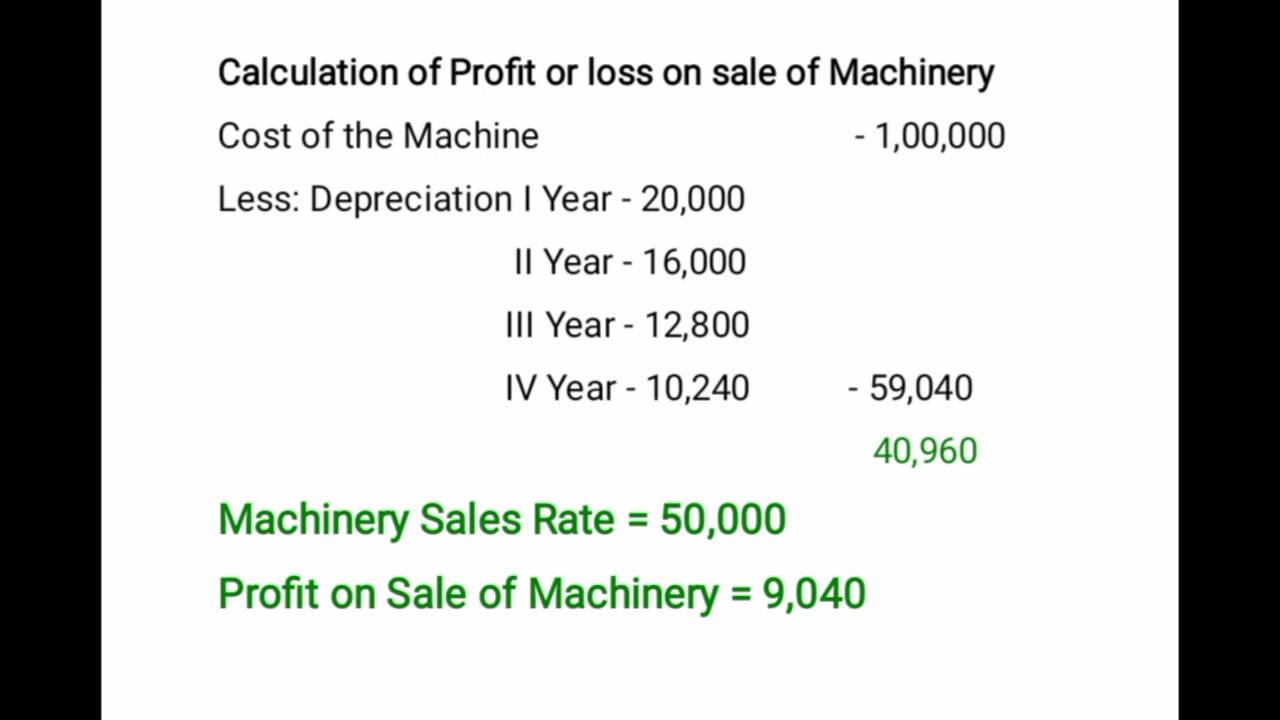 Calculation of Profit or loss on sale of Machinery
Cost of the Machine - 1,00,000
Less: Depreciation I Year - 20,000
II Year - 16,000
III Year - 12,800
IV Year - 10,240 - 59,040
40,960
Machinery Sales Rate = 50,000
Profit on Sale of Machinery = 9,040